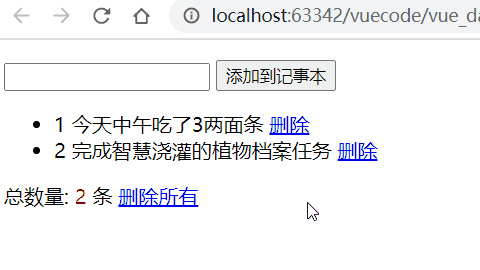 localhost:63342/vuecode/vue_da
添加到记事本
1 今天中午吃了3两面条 删除
2 完成智慧浇灌的植物档案任务 删除
总数量: 2 条 删除所有